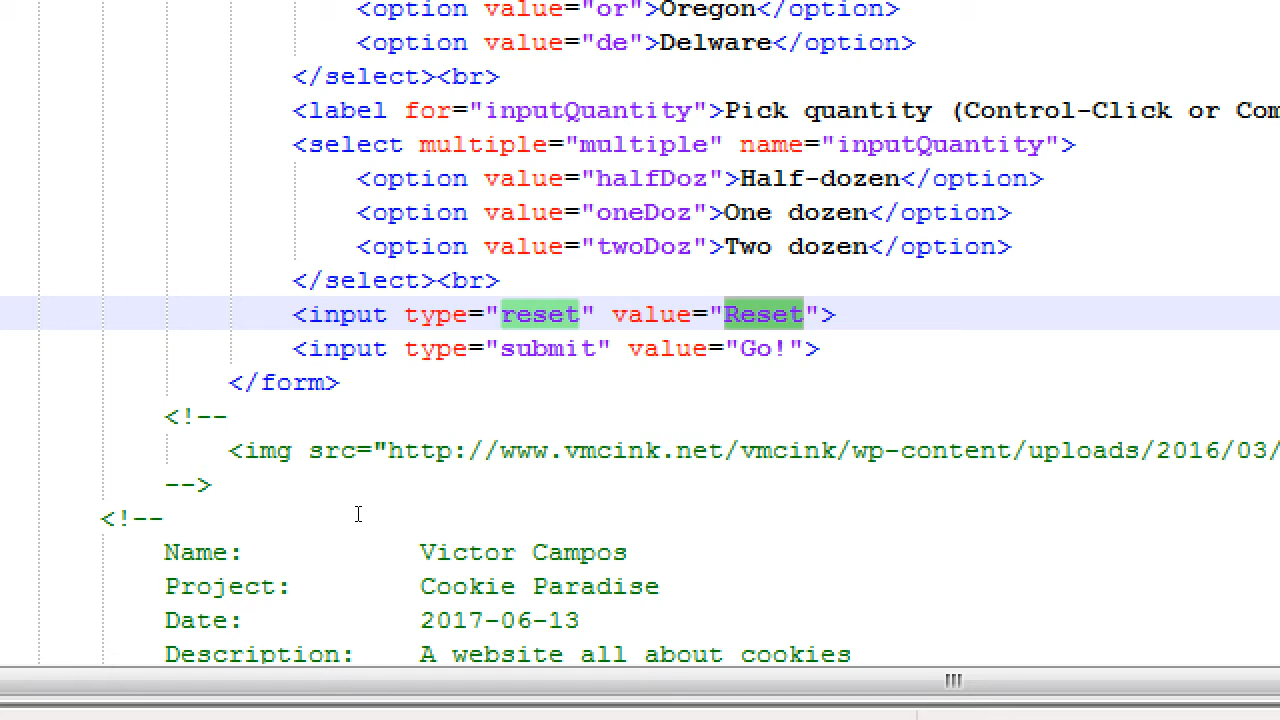 <option value="or">Oregon</option>
<option value="de">Delware</option>
</select><br>
<label for="inputQuantity">Pick quantity (Control-Click or Com
<select multiple="multiple" name="inputQuantity">
<option value="halfDoz">Half-dozen</option>
<option value="oneDoz">One dozen</option>
<option value="twoDoz">Two dozen</option>
</select><br>
<input type="reset" value="Reset">
<input type="submit" value="Go!">
</form>
<!--
<img src="http://www.vmcink.net/vmcink/wp-content/uploads/2016/03/
-->
<!--
Name: Victor Campos
Project: Cookie Paradise
Date: 2017-06-13
Description: A website all about cookies